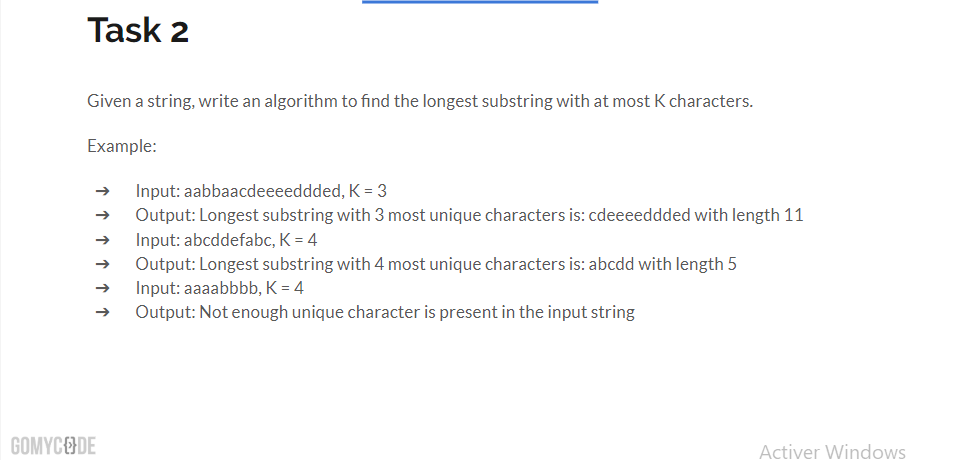 Task 2
Given a string, write an algorithm to find the longest substring with at most K characters.
Example:
➔ Input: aabbaacdeeeeddded, K = 3
➔ Output: Longest substring with 3 most unique characters is: cdeeeeddded with length 11
➔ Input: abcddefabc, K = 4
➔ Output: Longest substring with 4 most unique characters is: abcdd with length 5
➔ Input: aaaabbbb, K = 4
➔ Output: Not enough unique character is present in the input string
GOMYC{}DE
Activer Windows